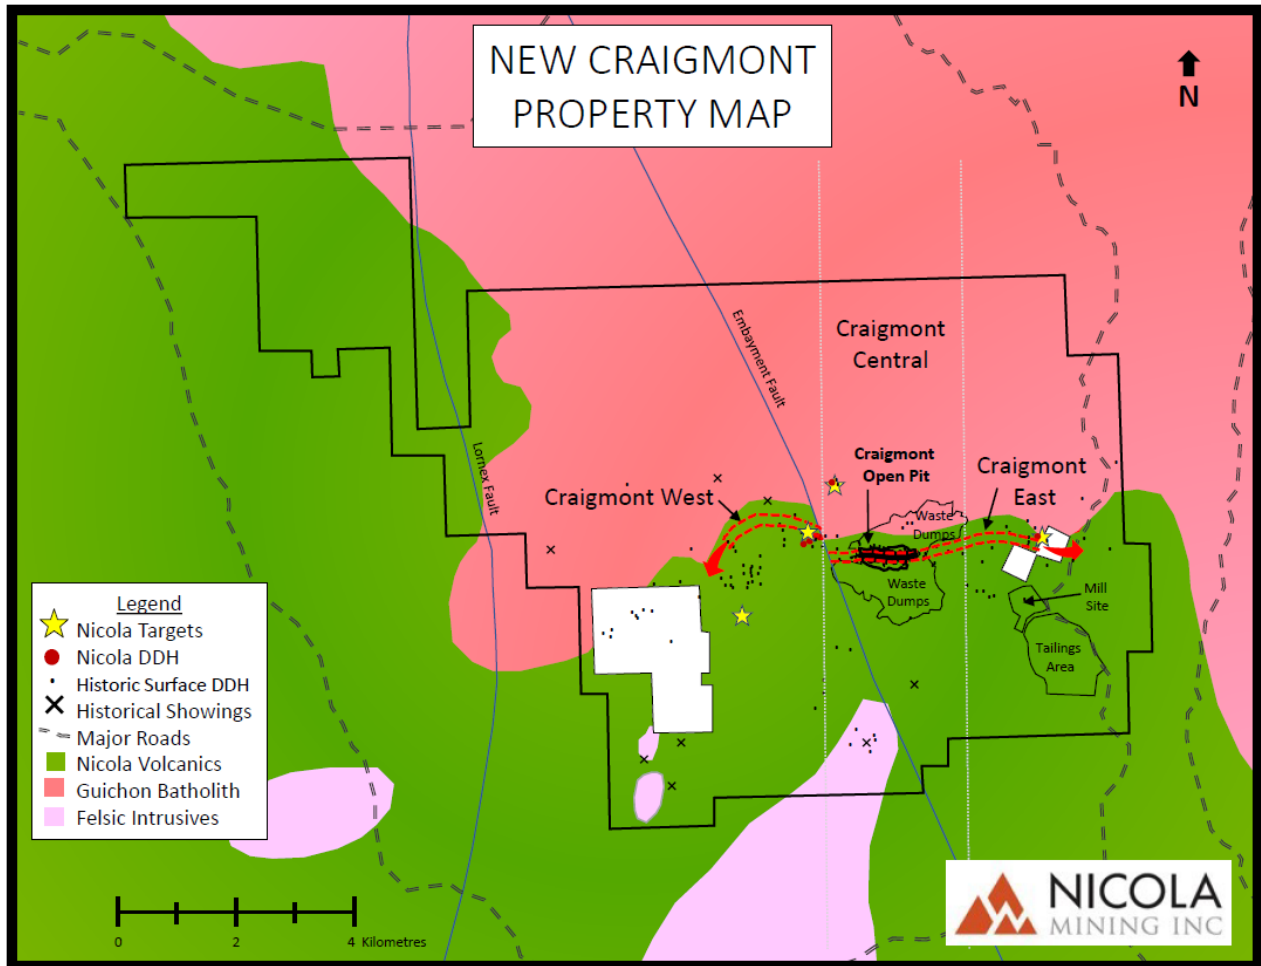 NEW CRAIGMONT
PROPERTY MAP
N
Embayment Fault
Craigmont
Central
Lornex Fault
Craigmont West
Craigmont
Open Pit
Craigmont
East
Waste
Dumps
Waste
Dumps
Mill
Site
Tailings
Area
Legend
Nicola Targets
Nicola DDH
Historic Surface DDH
Historical Showings
Major Roads
Nicola Volcanics
Guichon Batholith
Felsic Intrusives
0 2 4 Kilometres
NICOLA
MINING INC